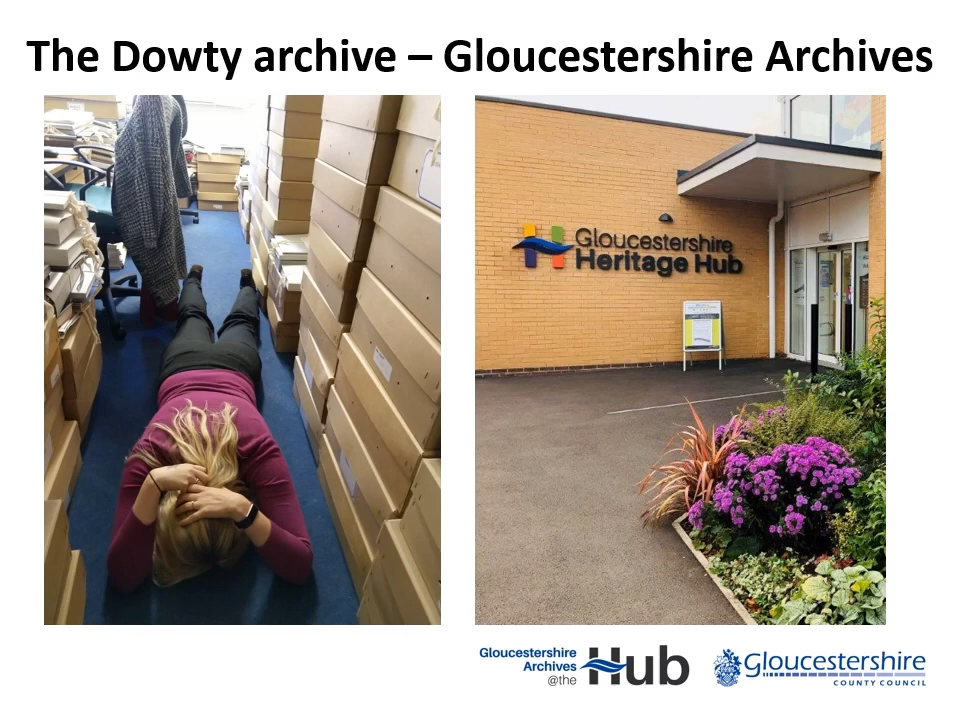 The Dowty archive – Gloucestershire Archives
Gloucestershire
Heritage Hub
Gloucestershire
Archives
@the
Hub
Gloucestershire
COUNTY COUNCIL